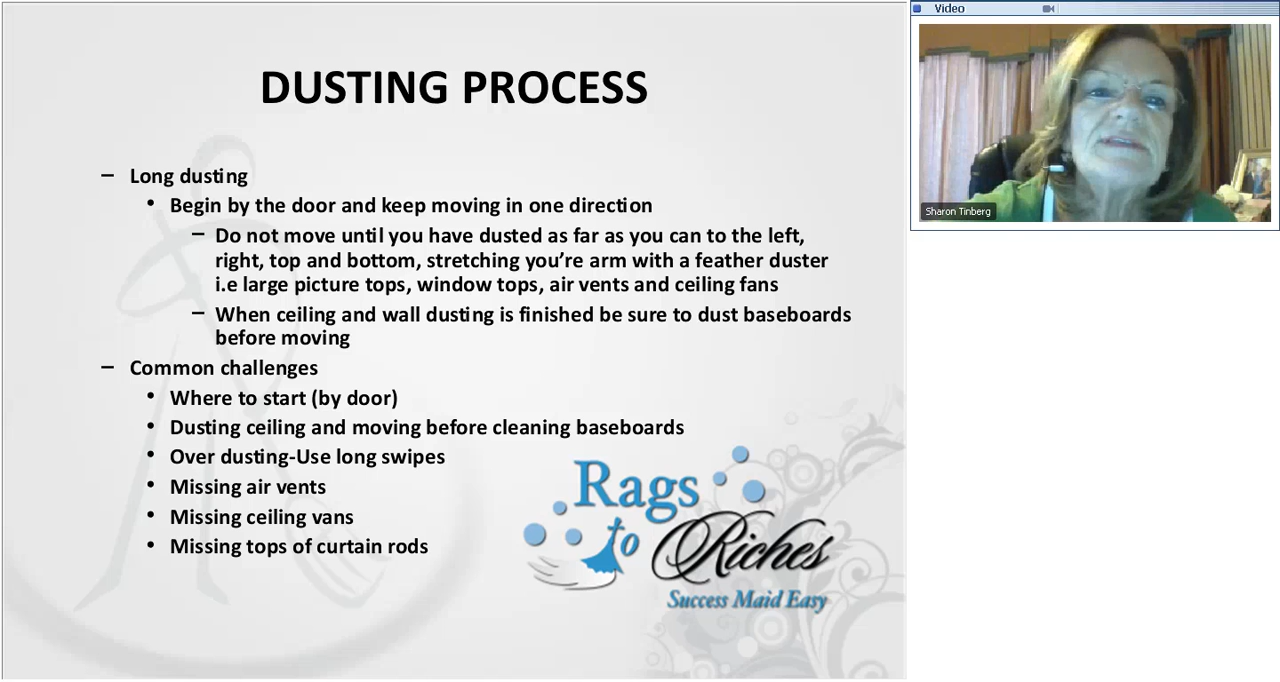 Video
DUSTING PROCESS
– Long dusting
• Begin by the door and keep moving in one direction
– Do not move until you have dusted as far as you can to the left,
right, top and bottom, stretching you’re arm with a feather duster
i.e large picture tops, window tops, air vents and ceiling fans
– When ceiling and wall dusting is finished be sure to dust baseboards
before moving
– Common challenges
• Where to start (by door)
• Dusting ceiling and moving before cleaning baseboards
• Over dusting-Use long swipes
• Missing air vents
• Missing ceiling vans
• Missing tops of curtain rods
Rags
to Riches
Success Maid Easy
Sharon Tinberg